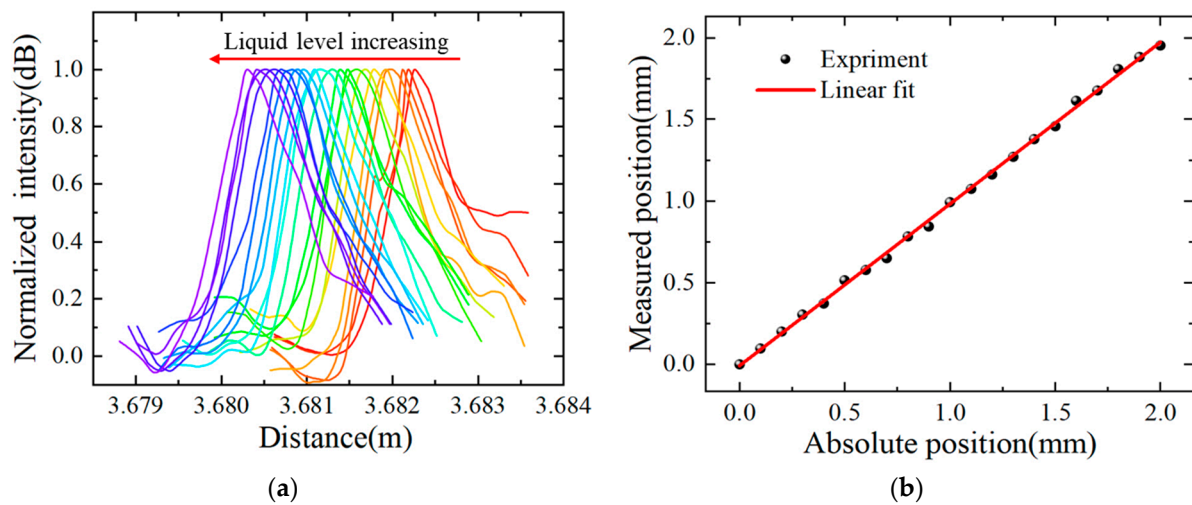 Liquid level increasing
Normalized intensity(dB)
1.0
0.8
0.6
0.4
0.2
0.0
3.679 3.680 3.681 3.682 3.683 3.684
Distance(m)
(a)
Expriment
Linear fit
Measured position(mm)
2.0
1.5
1.0
0.5
0.0
0.0 0.5 1.0 1.5 2.0
Absolute position(mm)
(b)